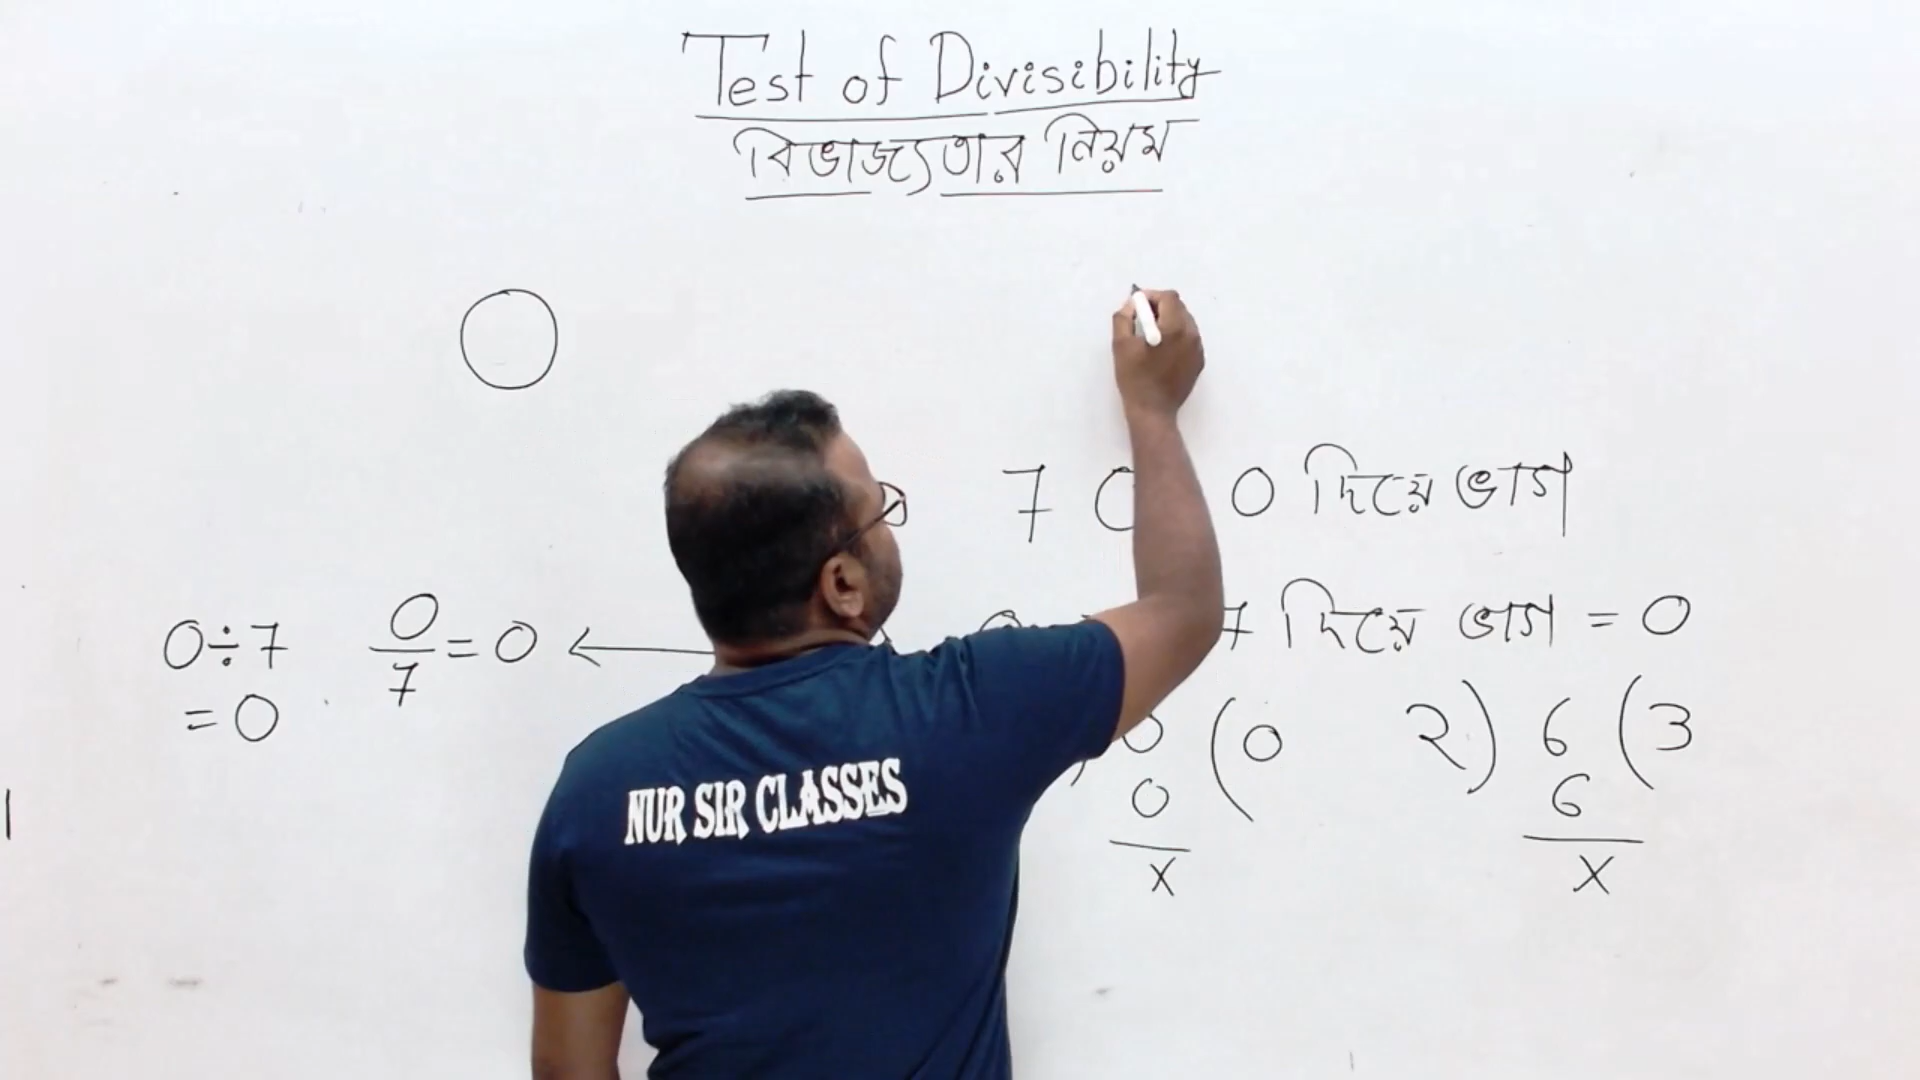 Test of Divisibility
বিভাজ্যতার নিয়ম
7 0 0 দিয়ে ভাগ
7 দিয়ে ভাগ = 0
0÷7 0/7 = 0 ←
= 0
0 ( 0 2 ) 6 ( 3
0 6
x x
NUR SIR CLASSES